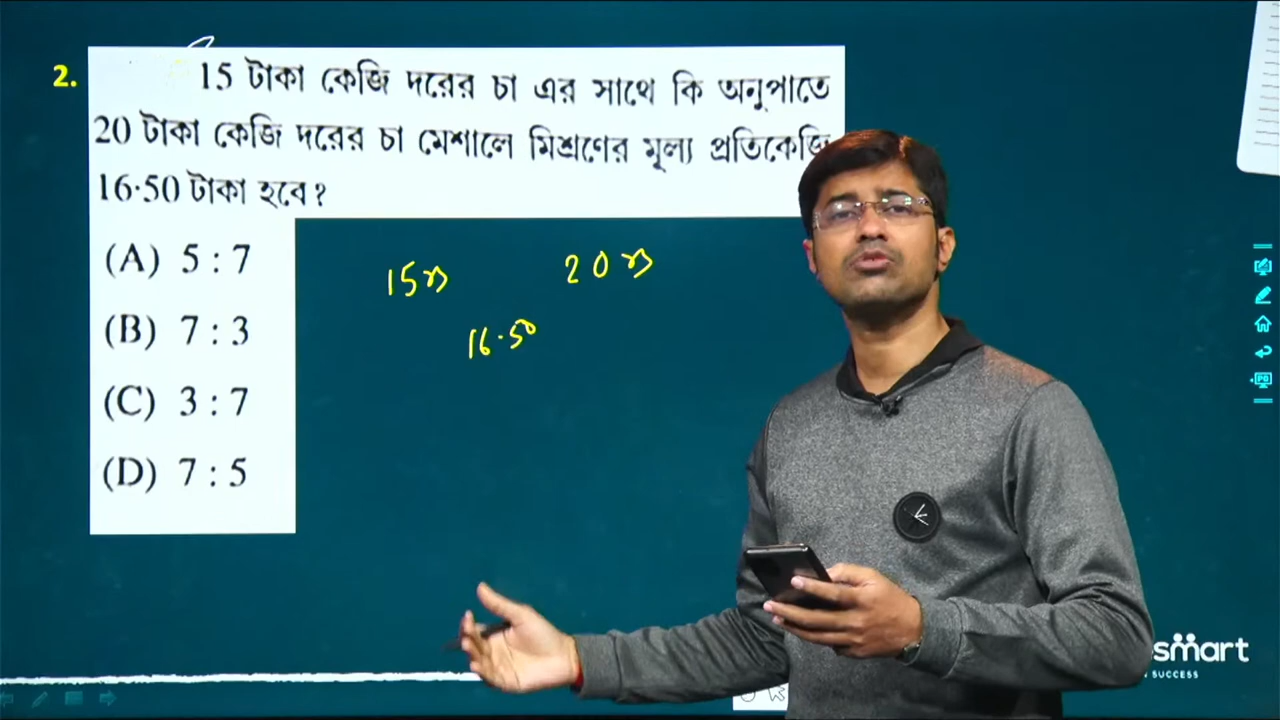 2.
15 টাকা কেজি দরের চা এর সাথে কি অনুপাতে
20 টাকা কেজি দরের চা মেশালে মিশ্রণের মূল্য প্রতিকেজি
16·50 টাকা হবে?
(A) 5 : 7
(B) 7 : 3
(C) 3 : 7
(D) 7 : 5
15
20
16.50
smart
SUCCESS